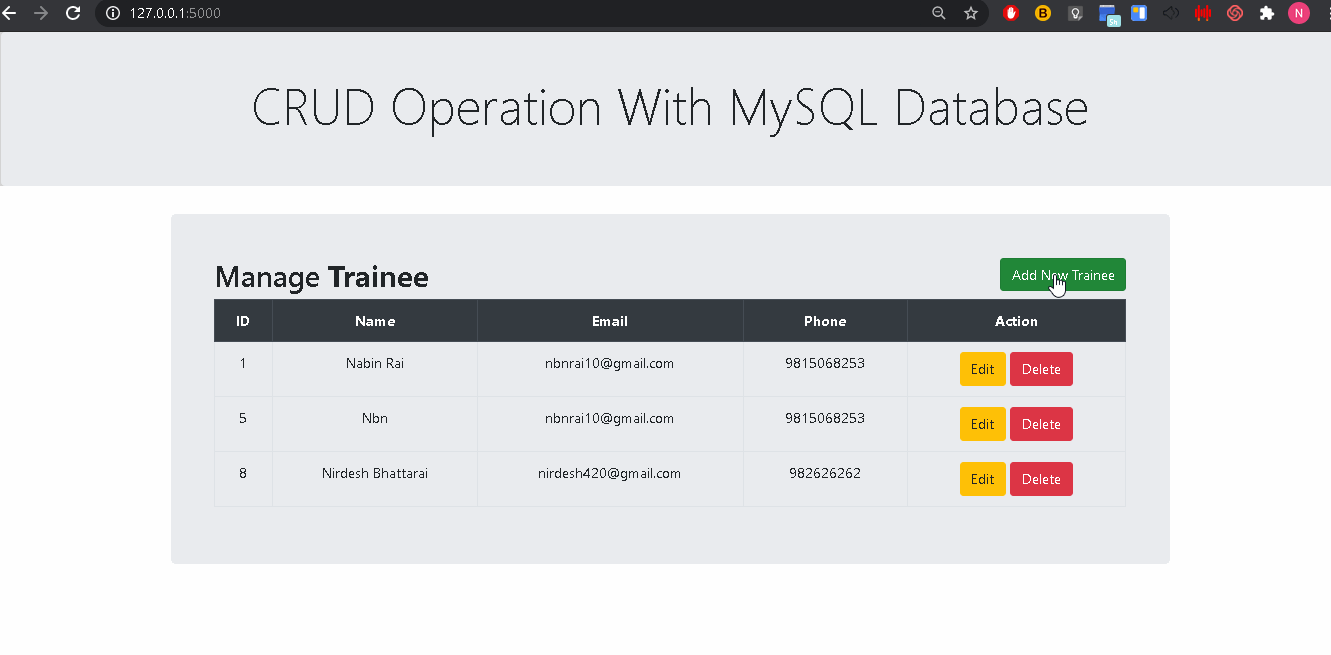 127.0.0.1:5000
B
Sn
N
CRUD Operation With MySQL Database
Manage Trainee
Add New Trainee
ID Name Email Phone Action
1 Nabin Rai nbnrai10@gmail.com 9815068253 Edit Delete
5 Nbn nbnrai10@gmail.com 9815068253 Edit Delete
8 Nirdesh Bhattarai nirdesh420@gmail.com 982626262 Edit Delete